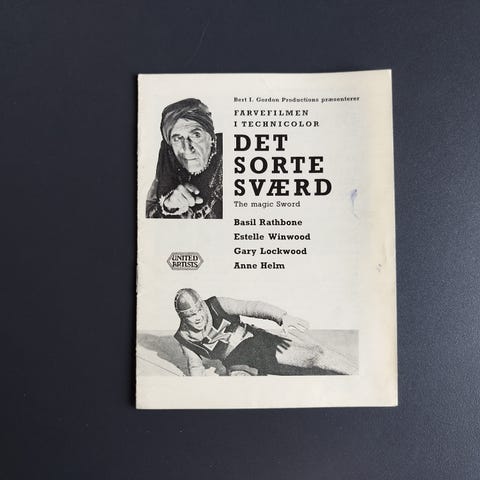 Bert I. Gordon Productions præsenterer
FARVEFILMEN
I TECHNICOLOR
DET
SORTE
SVÆRD
The magic Sword
Basil Rathbone
Estelle Winwood
Gary Lockwood
Anne Helm
UNITED
ARTISTS